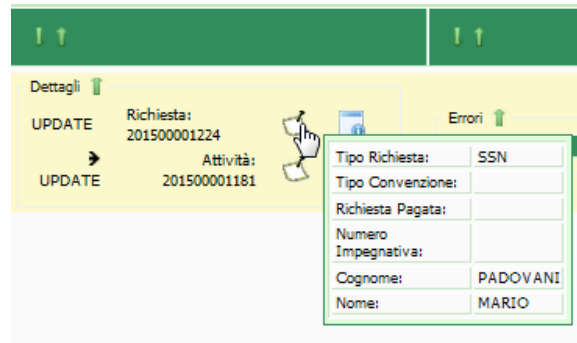 Dettagli
UPDATE
Richiesta:
201500001224
Errori
UPDATE
Attività:
201500001181
Tipo Richiesta: SSN
Tipo Convenzione:
Richiesta Pagata:
Numero
Impegnativa:
Cognome: PADOVANI
Nome: MARIO